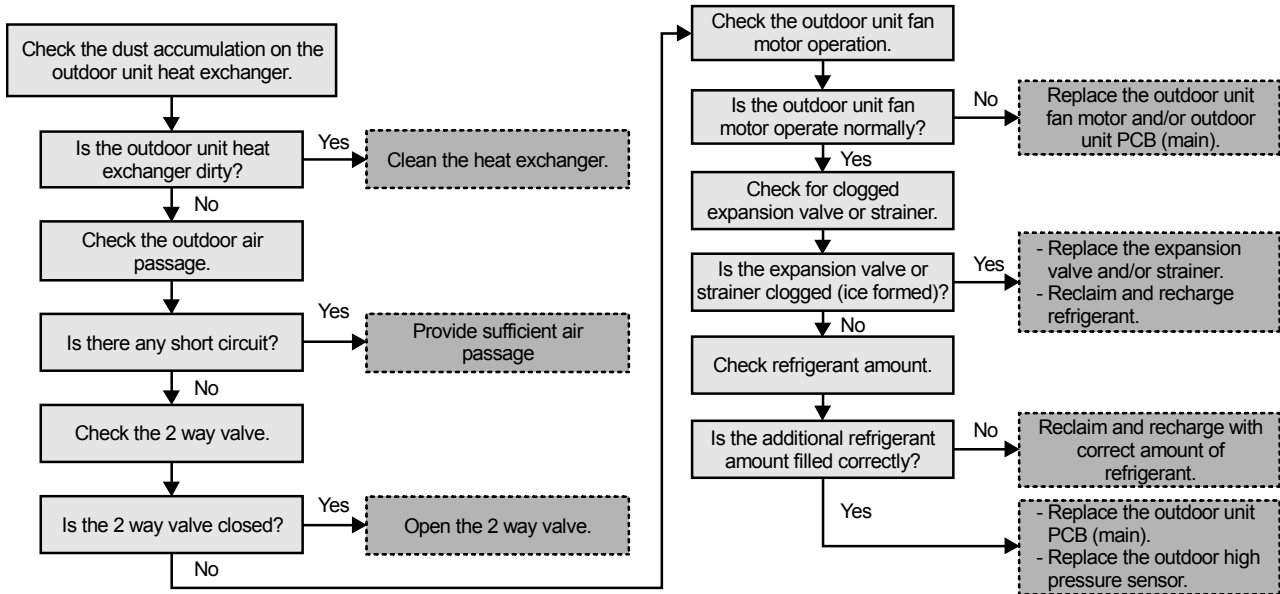 Check the dust accumulation on the
outdoor unit heat exchanger.
Is the outdoor unit heat
exchanger dirty?
Yes
Clean the heat exchanger.
No
Check the outdoor air
passage.
Is there any short circuit?
Yes
Provide sufficient air
passage
No
Check the 2 way valve.
Is the 2 way valve closed?
Yes
Open the 2 way valve.
No
Check the outdoor unit fan
motor operation.
Is the outdoor unit fan
motor operate normally?
No
Replace the outdoor unit
fan motor and/or outdoor
unit PCB (main).
Yes
Check for clogged
expansion valve or strainer.
Is the expansion valve or
strainer clogged (ice formed)?
Yes
- Replace the expansion
valve and/or strainer.
- Reclaim and recharge
refrigerant.
No
Check refrigerant amount.
Is the additional refrigerant
amount filled correctly?
No
Reclaim and recharge with
correct amount of
refrigerant.
Yes
- Replace the outdoor unit
PCB (main).
- Replace the outdoor high
pressure sensor.